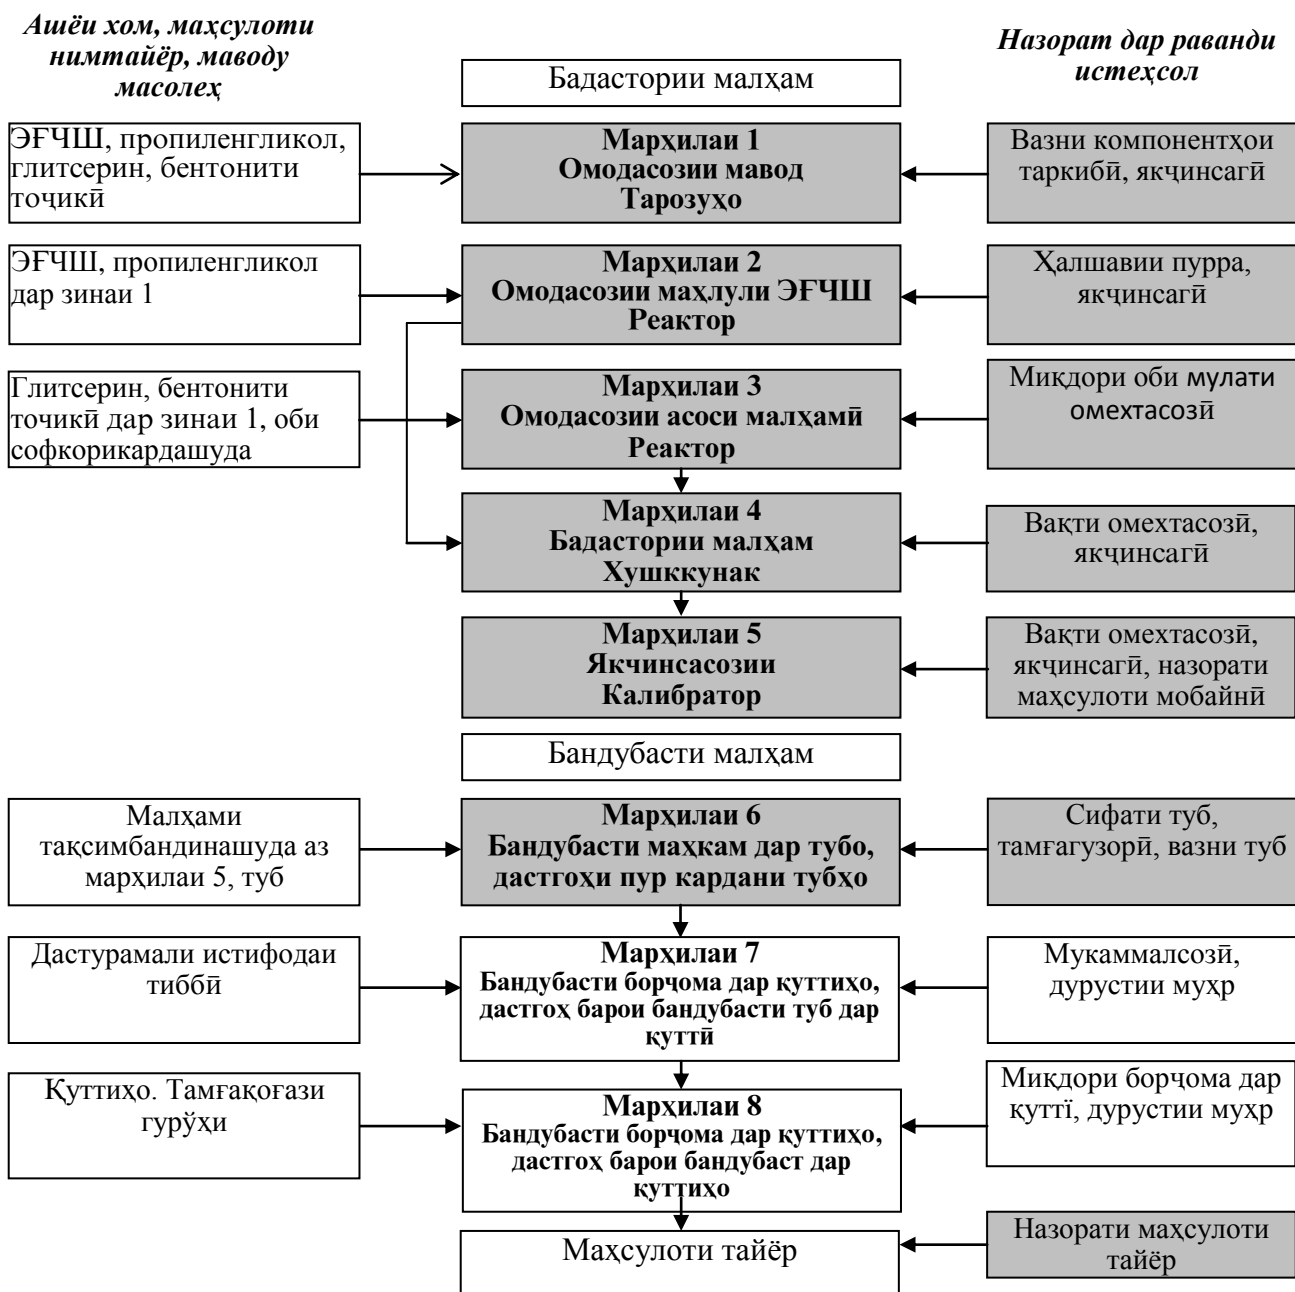 Ашёи хом, маҳсулоти
нимтайёр, маводу
масолеҳ
Бадастории малҳам
Назорат дар раванди
истеҳсол
ЭҒЧШ, пропиленгликол,
глитсерин, бентонити
тоҷикӣ
Марҳилаи 1
Омодасозии мавод
Тарозуҳо
Вазни компонентҳои
таркибӣ, якҷинсагӣ
ЭҒЧШ, пропиленгликол
дар зинаи 1
Марҳилаи 2
Омодасозии маҳлули ЭҒЧШ
Реактор
Ҳалшавии пурра,
якҷинсагӣ
Глитсерин, бентонити
тоҷикӣ дар зинаи 1, оби
софкорикардашуда
Марҳилаи 3
Омодасозии асоси малҳамӣ
Реактор
Миқдори оби мулати
омехтасозӣ
Марҳилаи 4
Бадастории малҳам
Хушккунак
Вақти омехтасозӣ,
якҷинсагӣ
Марҳилаи 5
Якчинсасозии
Калибратор
Вақти омехтасозӣ,
якҷинсагӣ, назорати
маҳсулоти мобайнӣ
Бандубасти малҳам
Малҳами
тақсимбандинашуда аз
марҳилаи 5, туб
Марҳилаи 6
Бандубасти маҳкам дар тубо,
дастгоҳи пур кардани тубҳо
Сифати туб,
тамғагузорӣ, вазни туб
Дастурамали истифодаи
тиббӣ
Марҳилаи 7
Бандубасти борҷома дар қуттиҳо,
дастгоҳ барои бандубасти туб дар
қуттӣ
Мукаммалсозӣ,
дурустии муҳр
Қуттиҳо. Тамғақоғази
гурӯҳи
Марҳилаи 8
Бандубасти борҷома дар қуттиҳо,
дастгоҳ барои бандубаст дар
қуттиҳо
Миқдори борҷома дар
қуттї, дурустии муҳр
Маҳсулоти тайёр
Назорати маҳсулоти
тайёр